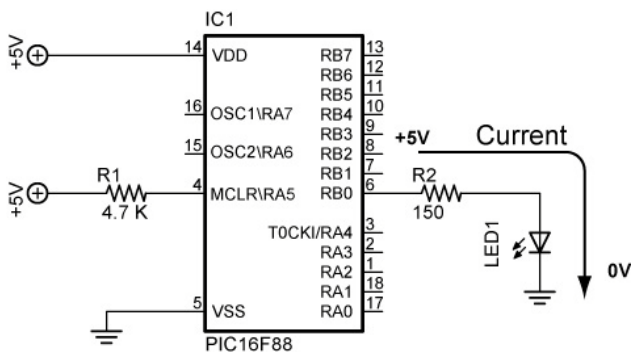 IC1
+5V
14
VDD
RB7
13
RB6
12
RB5
11
16
OSC1\RA7
RB4
10
RB3
9
15
OSC2\RA6
RB2
8
+5V
Current
RB1
7
+5V
R1
4.7 K
4
MCLR\RA5
RB0
6
R2
150
T0CKI/RA4
3
RA3
2
LED1
RA2
1
0V
RA1
18
5
VSS
RA0
17
PIC16F88